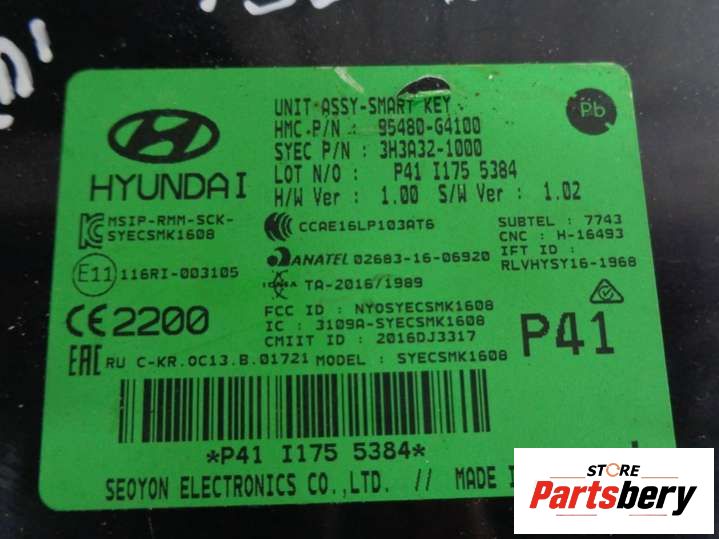 UNIT ASSY-SMART KEY
HMC P/N : 95480-G4100
SYEC P/N : 3H3A32-1000
LOT N/O : P41 I175 5384
H/W Ver : 1.00 S/W Ver : 1.02
Pb
HYUNDAI
MSIP-RMM-SCK-
SYECSMK1608
E11 116RI-003105
CE2200
EAC RU C-KR.OC13.B.01721
CCAE16LP103AT6
ANATEL 02683-16-06920
TA-2016/1989
FCC ID : NYOSYECSMK1608
IC : 3109A-SYECSMK1608
CMIIT ID : 2016DJ3317
MODEL : SYECSMK1608
SUBTEL : 7743
CNC : H-16493
IFT ID :
RLVHYSY16-1968
P41
*P41 I175 5384*
SEOYON ELECTRONICS CO.,LTD. // MADE
STORE
Partsbery